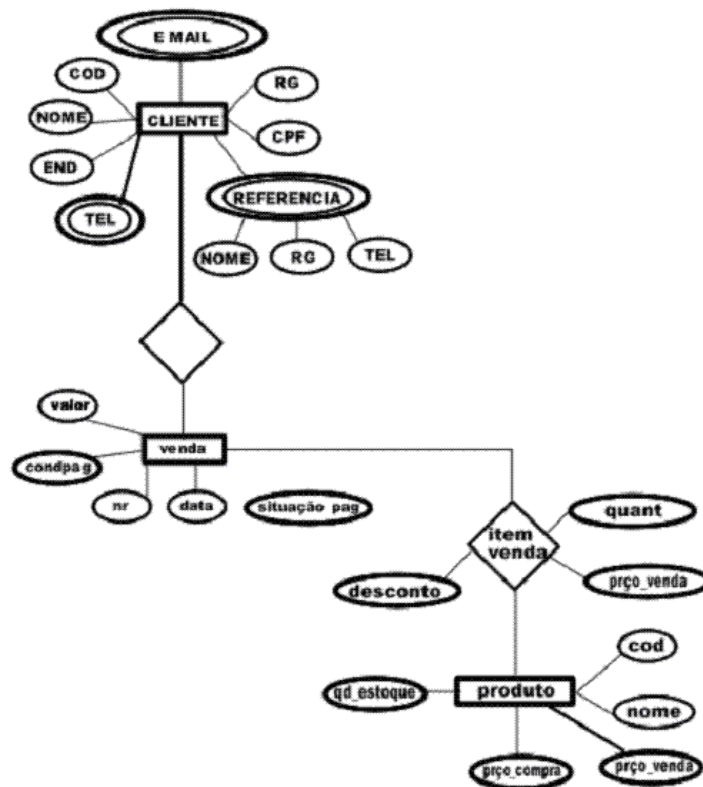 E MAIL
COD
RG
NOME
CLIENTE
CPF
END
TEL
REFERENCIA
NOME
RG
TEL
valor
venda
condpag
nr
data
situação pag
quant
item
venda
desconto
prço_venda
cod
qd_estoque
produto
nome
prço_compra
prço_venda